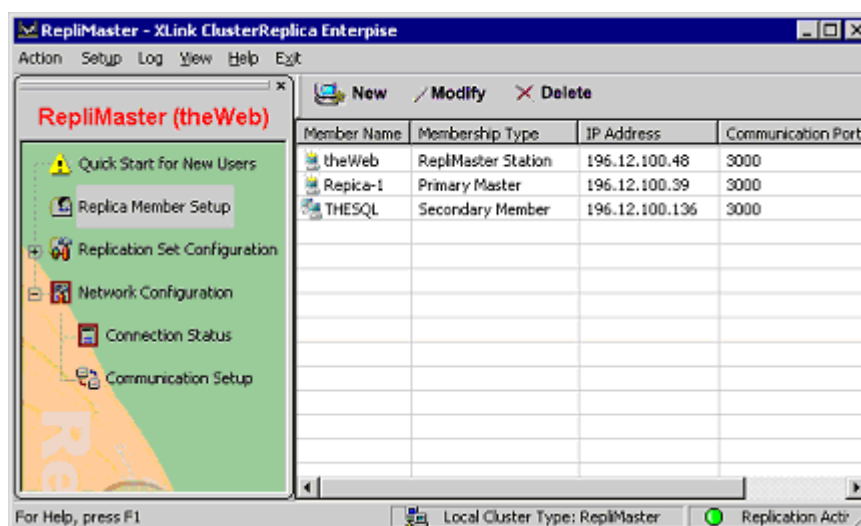 RepliMaster - XLink ClusterReplica Enterpise
Action Setup Log View Help Exit
RepliMaster (theWeb)
Quick Start for New Users
Replica Member Setup
Replication Set Configuration
Network Configuration
Connection Status
Communication Setup
New Modify Delete
Member Name Membership Type IP Address Communication Port
theWeb RepliMaster Station 196.12.100.48 3000
Repica-1 Primary Master 196.12.100.39 3000
THESQL Secondary Member 196.12.100.136 3000
Re
For Help, press F1 Local Cluster Type: RepliMaster Replication Activ